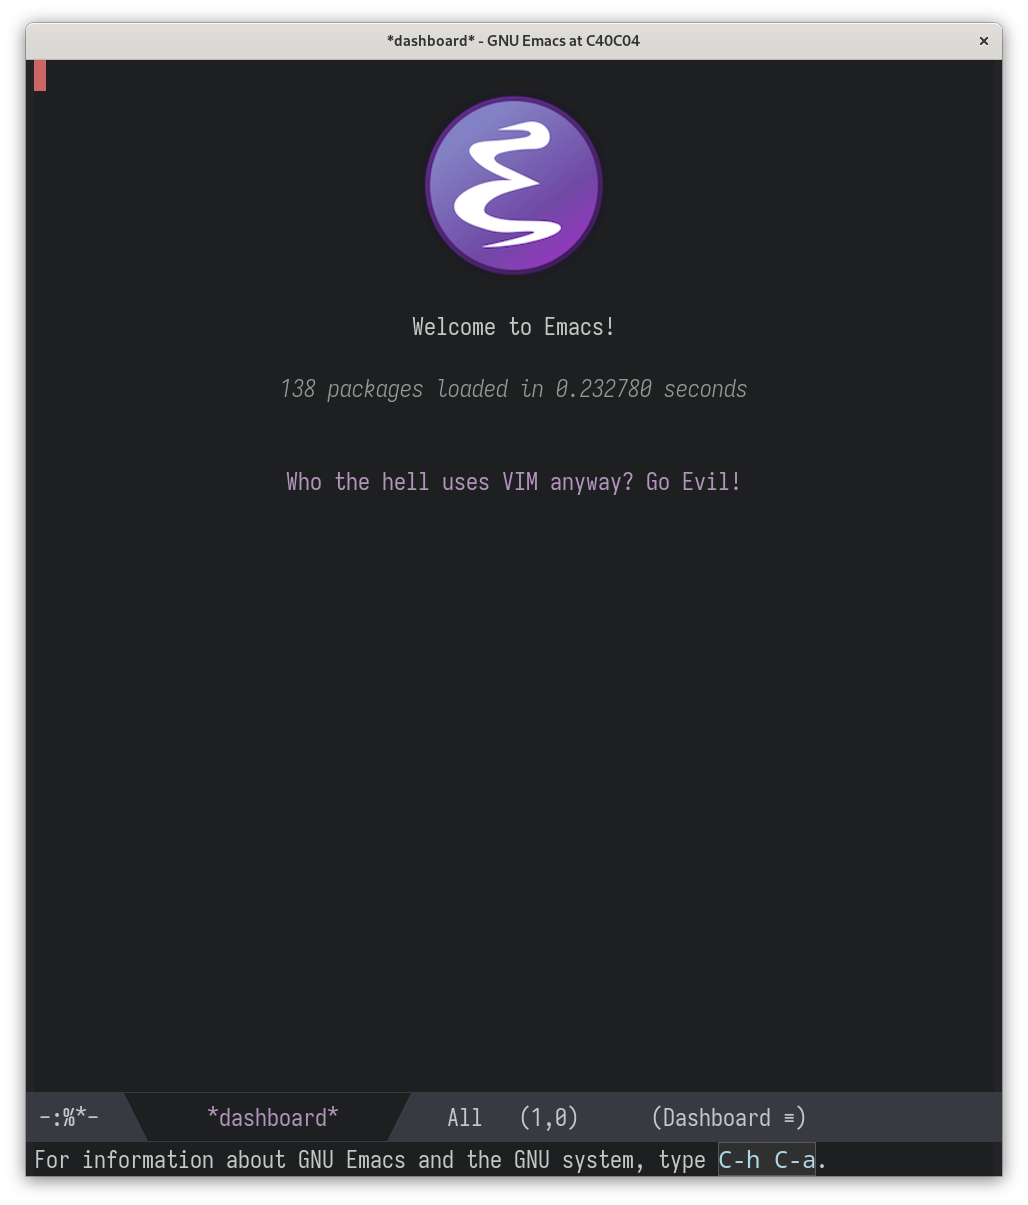 *dashboard* - GNU Emacs at C40C04 ×
Welcome to Emacs!
138 packages loaded in 0.232780 seconds
Who the hell uses VIM anyway? Go Evil!
-:%*- *dashboard* All (1,0) (Dashboard ≡)
For information about GNU Emacs and the GNU system, type C-h C-a.